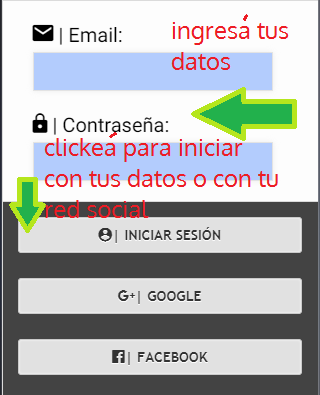 | Email:
ingresá tus
datos
| Contraseña:
clickeá para iniciar
con tus datos o con tu
red social
| INICIAR SESIÓN
G+| GOOGLE
| FACEBOOK